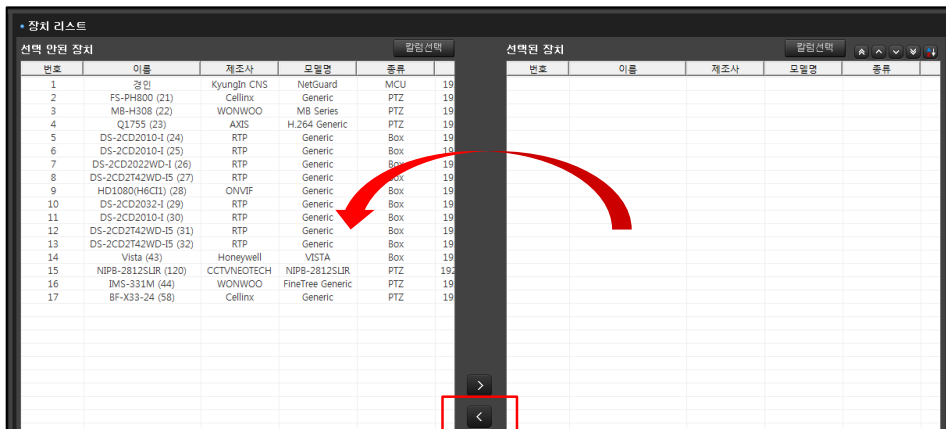 • 장치 리스트
선택 안된 장치 칼럼선택
번호 이름 제조사 모델명 종류
1 경인 KyungIn CNS NetGuard MCU 19
2 FS-PH800 (21) Cellinx Generic PTZ 19
3 MB-H308 (22) WONWOO MB Series PTZ 19
4 Q1755 (23) AXIS H.264 Generic PTZ 19
5 DS-2CD2010-I (24) RTP Generic Box 19
6 DS-2CD2010-I (25) RTP Generic Box 19
7 DS-2CD2022WD-I (26) RTP Generic Box 19
8 DS-2CD2T42WD-I5 (27) RTP Generic Box 19
9 HD1080(H6CI1) (28) ONVIF Generic Box 19
10 DS-2CD2032-I (29) RTP Generic Box 19
11 DS-2CD2010-I (30) RTP Generic Box 19
12 DS-2CD2T42WD-I5 (31) RTP Generic Box 19
13 DS-2CD2T42WD-I5 (32) RTP Generic Box 19
14 Vista (43) Honeywell VISTA Box 19
15 NIPB-2812SLIR (120) CCTVNEOTECH NIPB-2812SLIR PTZ 192
16 IMS-331M (44) WONWOO FineTree Generic PTZ 19
17 BF-X33-24 (58) Cellinx Generic PTZ 19
>
<
선택된 장치 칼럼선택
번호 이름 제조사 모델명 종류